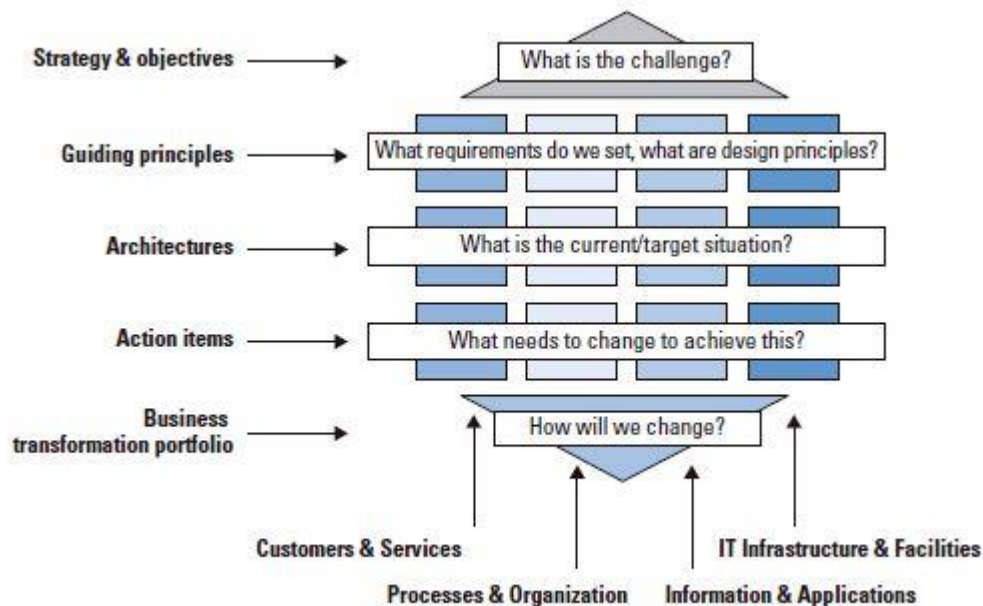 Strategy & objectives
What is the challenge?
Guiding principles
What requirements do we set, what are design principles?
Architectures
What is the current/target situation?
Action items
What needs to change to achieve this?
Business
transformation portfolio
How will we change?
Customers & Services
IT Infrastructure & Facilities
Processes & Organization
Information & Applications